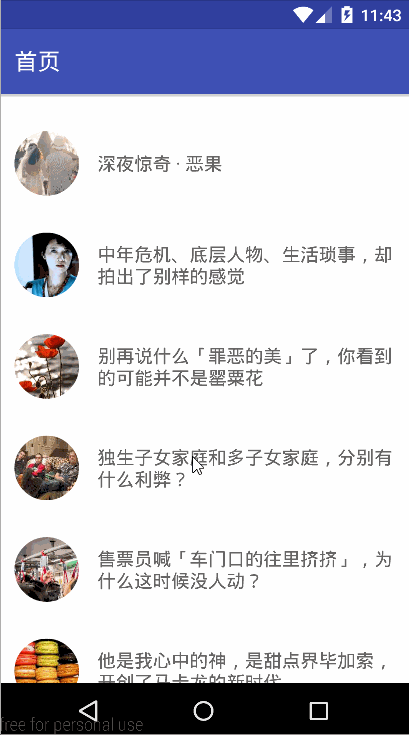 11:43
首页
深夜惊奇 · 恶果
中年危机、底层人物、生活琐事，却
拍出了别样的感觉
别再说什么「罪恶的美」了，你看到
的可能并不是罂粟花
独生子女家庭和多子女家庭，分别有
什么利弊？
售票员喊「车门口的往里挤挤」，为
什么这时候没人动？
他是我心中的神，是甜点界毕加索，
开创了马卡龙的新时代
free for personal use